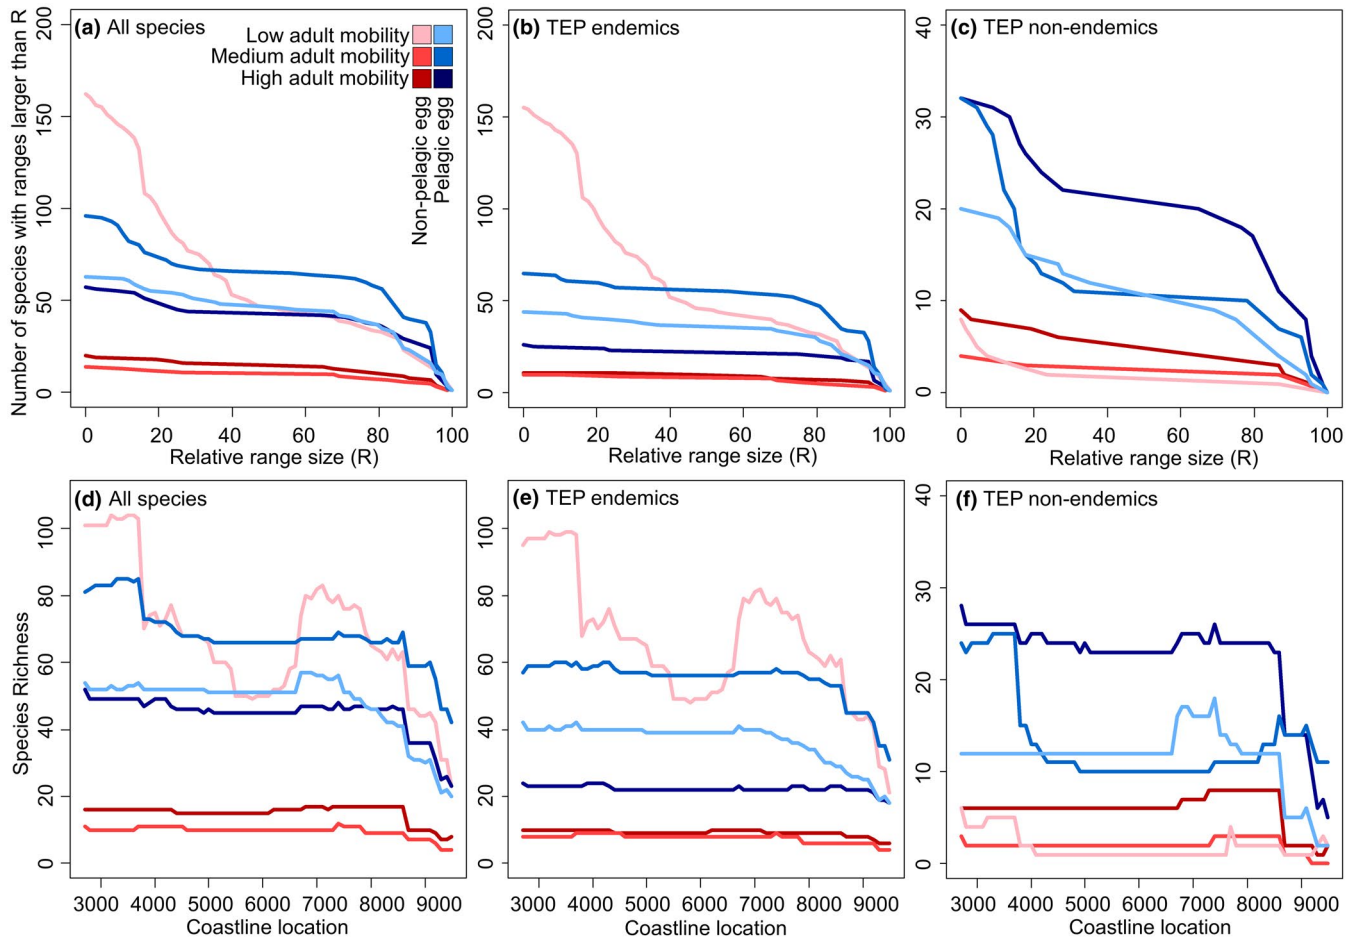 (a) All species
Low adult mobility
Medium adult mobility
High adult mobility
Non-pelagic egg
Pelagic egg
Number of species with ranges larger than R
0 50 100 150 200
0 20 40 60 80 100
Relative range size (R)
(b) TEP endemics
0 50 100 150 200
0 20 40 60 80 100
Relative range size (R)
(c) TEP non-endemics
0 10 20 30 40
0 20 40 60 80 100
Relative range size (R)
(d) All species
Species Richness
0 20 40 60 80 100
3000 4000 5000 6000 7000 8000 9000
Coastline location
(e) TEP endemics
0 20 40 60 80 100
3000 4000 5000 6000 7000 8000 9000
Coastline location
(f) TEP non-endemics
0 10 20 30 40
3000 4000 5000 6000 7000 8000 9000
Coastline location